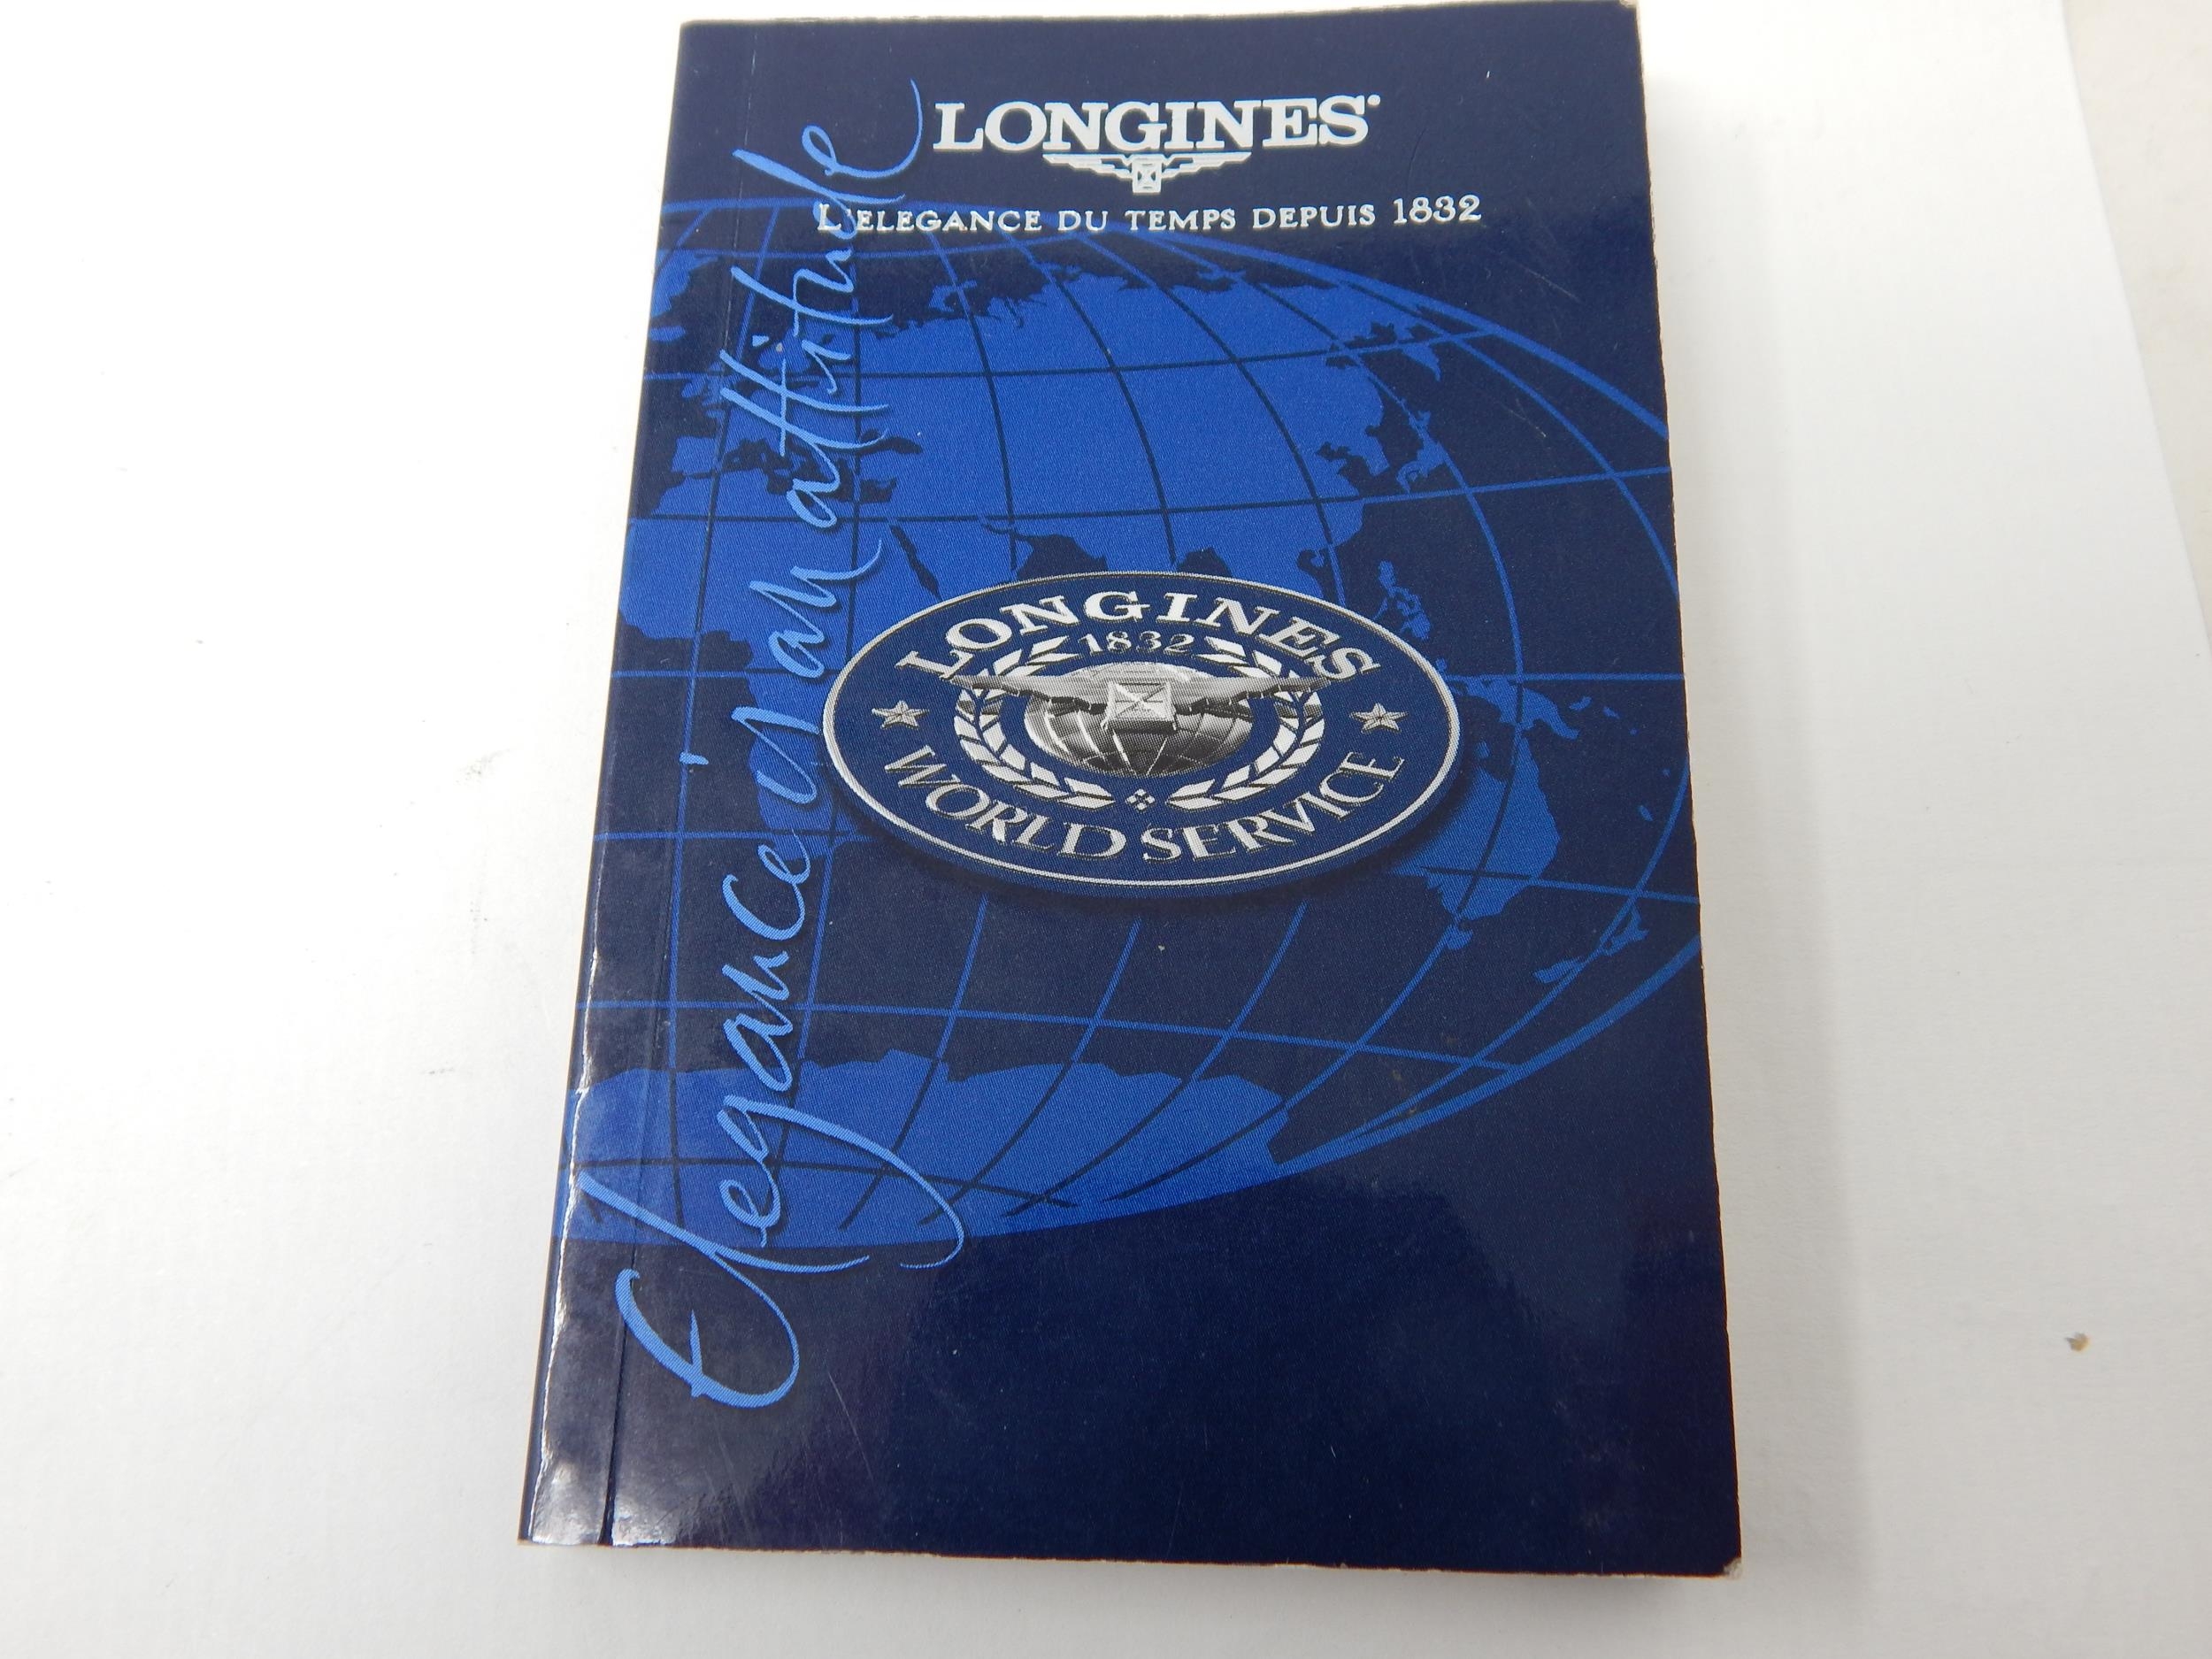 LONGINES
L'ELEGANCE DU TEMPS DEPUIS 1832
Elegance is an attitude
LONGINES
1832
WORLD SERVICE